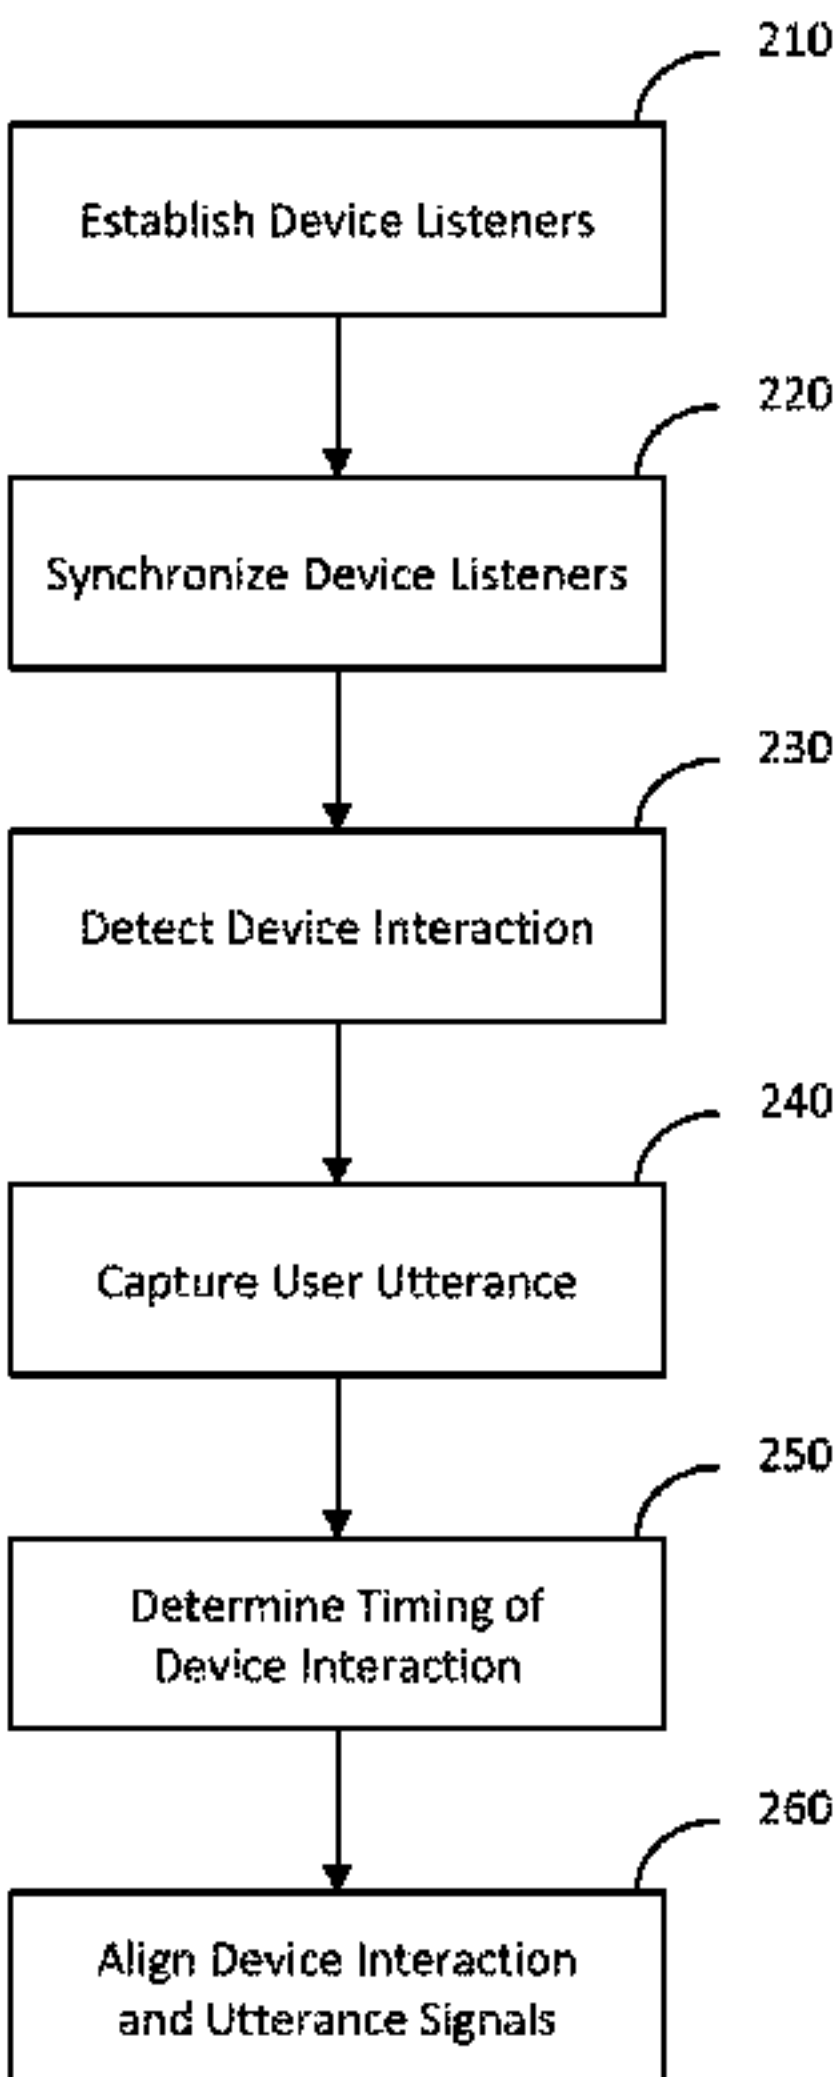 210
Establish Device Listeners
220
Synchronize Device Listeners
230
Detect Device Interaction
240
Capture User Utterance
250
Determine Timing of
Device Interaction
260
Align Device Interaction
and Utterance Signals